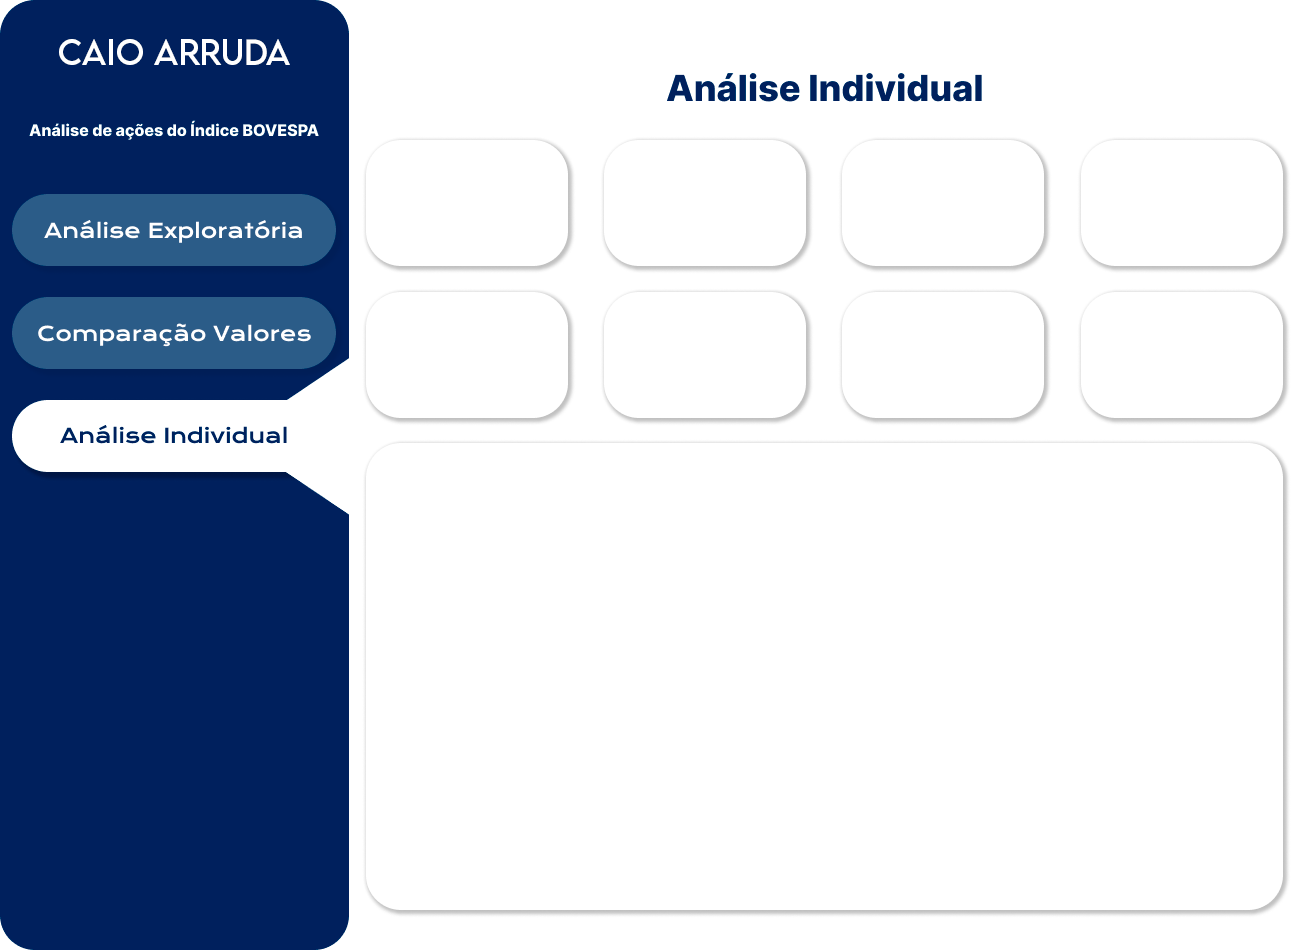 CAIO ARRUDA
Análise de ações do Índice BOVESPA
Análise Exploratória
Comparação Valores
Análise Individual
Análise Individual